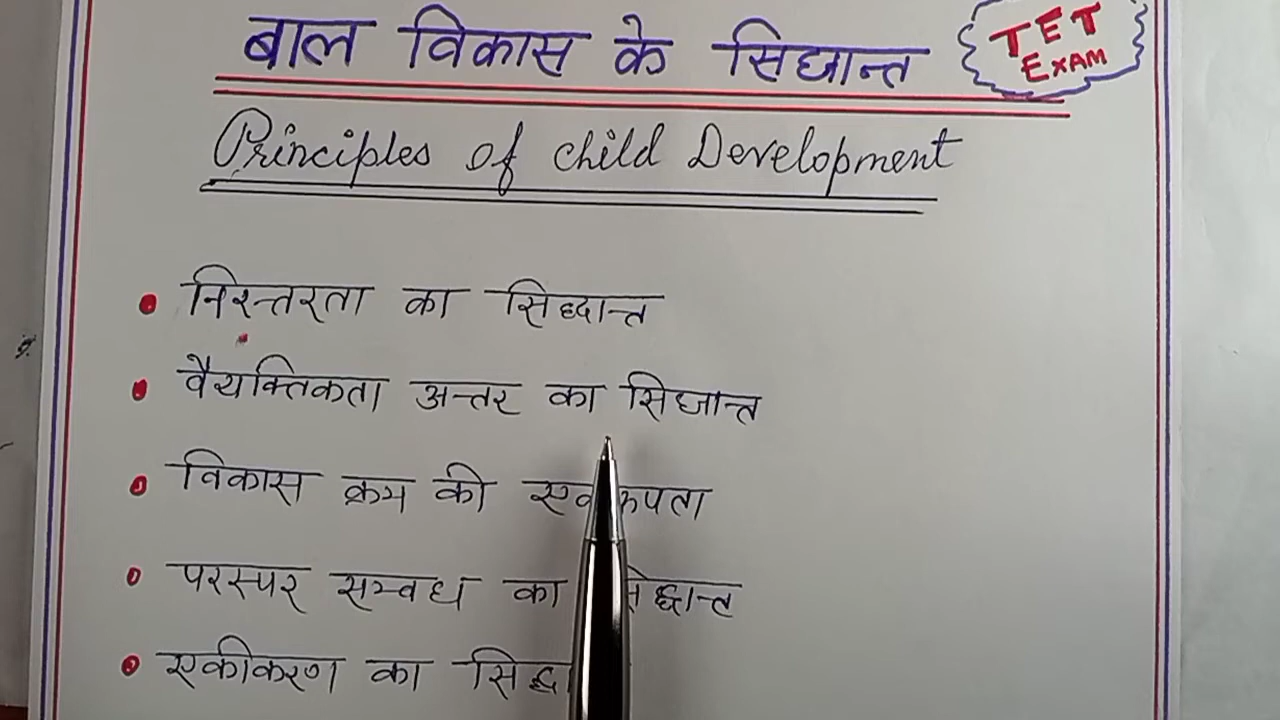 बाल विकास के सिद्धान्त
TET
EXAM
Principles of child Development
निरन्तरता का सिद्धान्त
वैयक्तिकता अन्तर का सिद्धान्त
विकास क्रम की
परस्पर सम्बध का
एकीकरण का